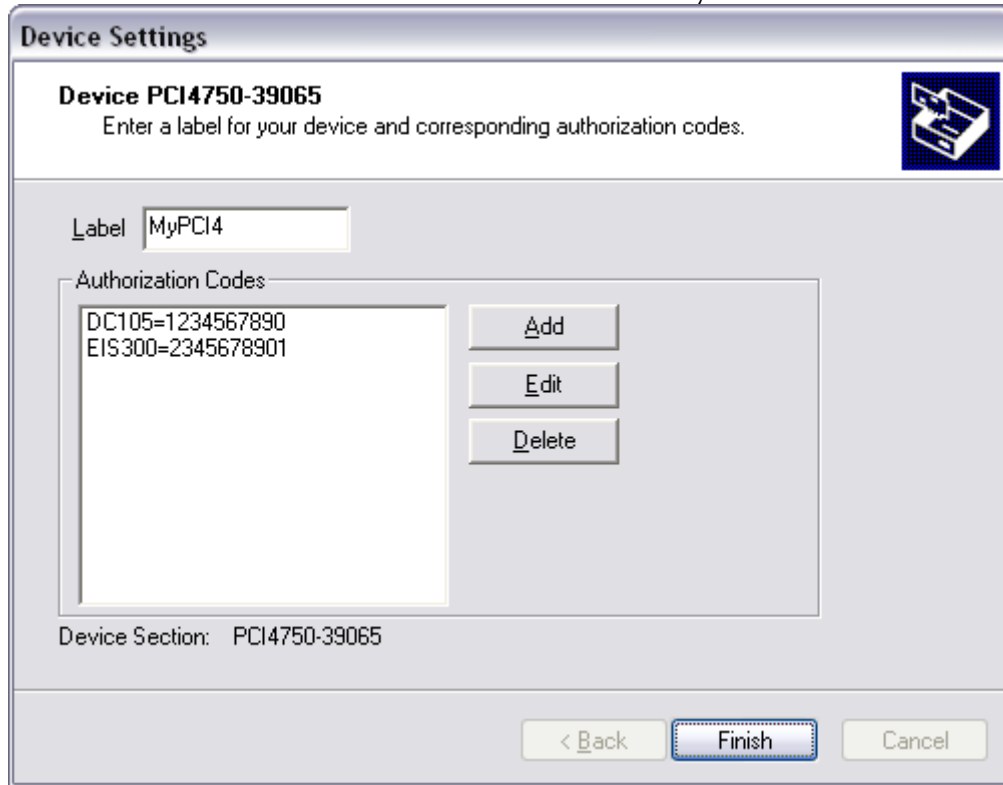 Device Settings
Device PCI4750-39065
Enter a label for your device and corresponding authorization codes.
Label MyPCI4
Authorization Codes
DC105=1234567890
EIS300=2345678901
Add
Edit
Delete
Device Section: PCI4750-39065
< Back Finish Cancel